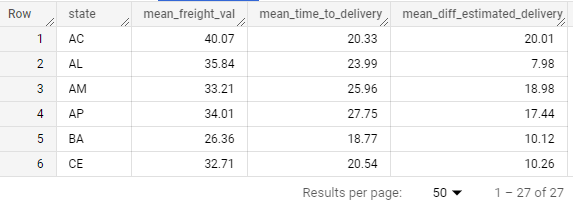 Row state mean_freight_val mean_time_to_delivery mean_diff_estimated_delivery
1 AC 40.07 20.33 20.01
2 AL 35.84 23.99 7.98
3 AM 33.21 25.96 18.98
4 AP 34.01 27.75 17.44
5 BA 26.36 18.77 10.12
6 CE 32.71 20.54 10.26
Results per page: 50 1 – 27 of 27